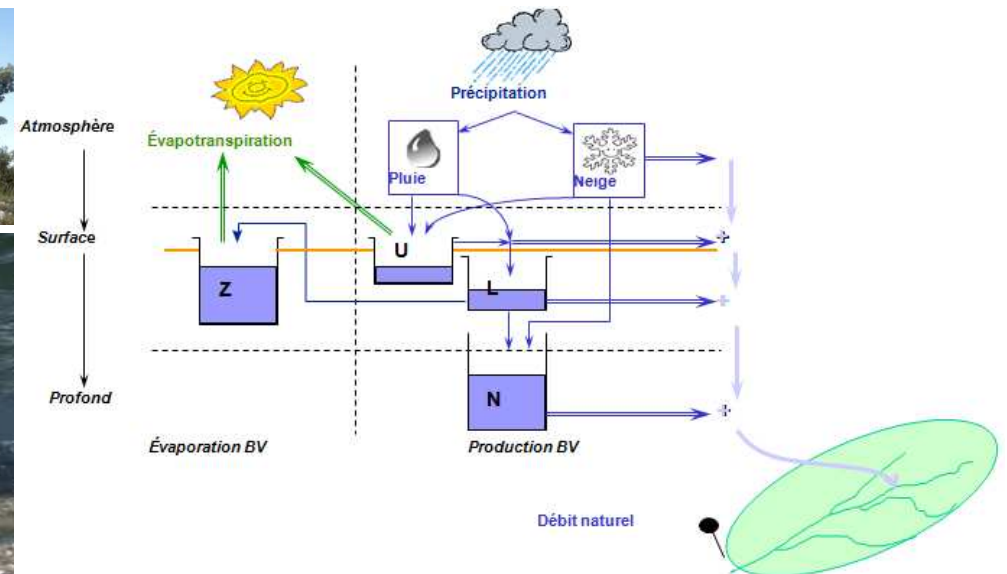 Précipitation
Atmosphère
Évapotranspiration
Pluie
Neige
Surface
U
Z
L
Profond
N
Évaporation BV
Production BV
Débit naturel